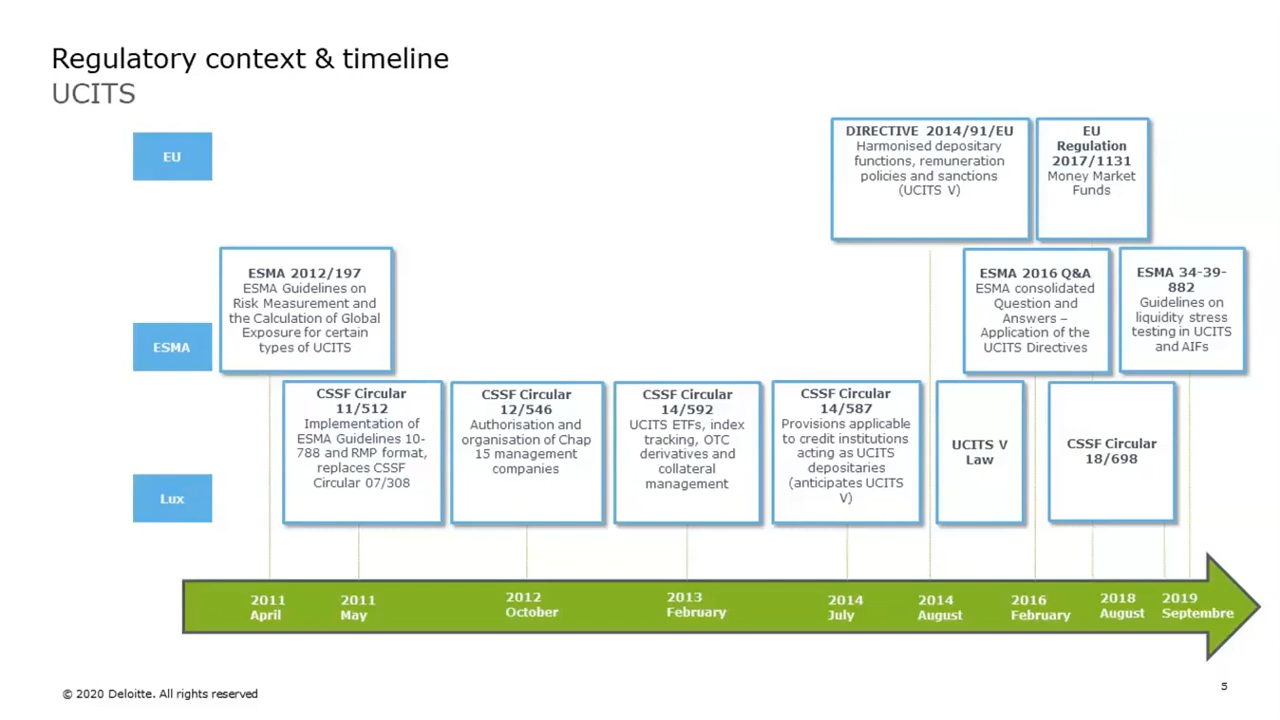 Regulatory context & timeline
UCITS
EU
DIRECTIVE 2014/91/EU
Harmonised depositary
functions, remuneration
policies and sanctions
(UCITS V)
EU
Regulation
2017/1131
Money Market
Funds
ESMA
ESMA 2012/197
ESMA Guidelines on
Risk Measurement and
the Calculation of Global
Exposure for certain
types of UCITS
ESMA 2016 Q&A
ESMA consolidated
Question and
Answers –
Application of the
UCITS Directives
ESMA 34-39-
882
Guidelines on
liquidity stress
testing in UCITS
and AIFs
Lux
CSSF Circular
11/512
Implementation of
ESMA Guidelines 10-
788 and RMP format,
replaces CSSF
Circular 07/308
CSSF Circular
12/546
Authorisation and
organisation of Chap
15 management
companies
CSSF Circular
14/592
UCITS ETFs, index
tracking, OTC
derivatives and
collateral
management
CSSF Circular
14/587
Provisions applicable
to credit institutions
acting as UCITS
depositaries
(anticipates UCITS
V)
UCITS V
Law
CSSF Circular
18/698
2011
April
2011
May
2012
October
2013
February
2014
July
2014
August
2016
February
2018
August
2019
Septembre
© 2020 Deloitte. All rights reserved
5